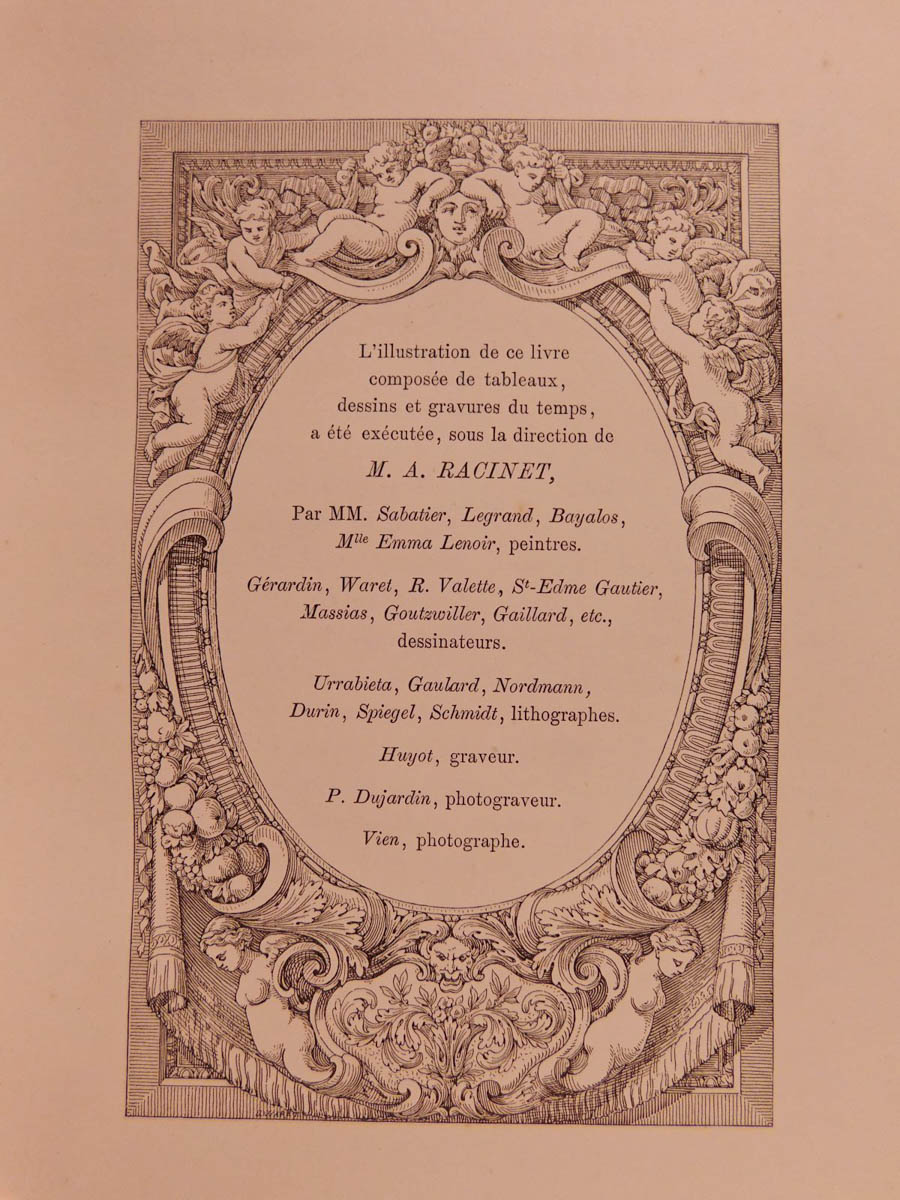 L'illustration de ce livre
composée de tableaux,
dessins et gravures du temps,
a été exécutée, sous la direction de
M. A. RACINET,
Par MM. Sabatier, Legrand, Bayalos,
Mlle Emma Lenoir, peintres.
Gérardin, Waret, R. Valette, St-Edme Gautier,
Massias, Goutzwiller, Gaillard, etc.,
dessinateurs.
Urrabieta, Gaulard, Nordmann,
Durin, Spiegel, Schmidt, lithographes.
Huyot, graveur.
P. Dujardin, photograveur.
Vien, photographe.